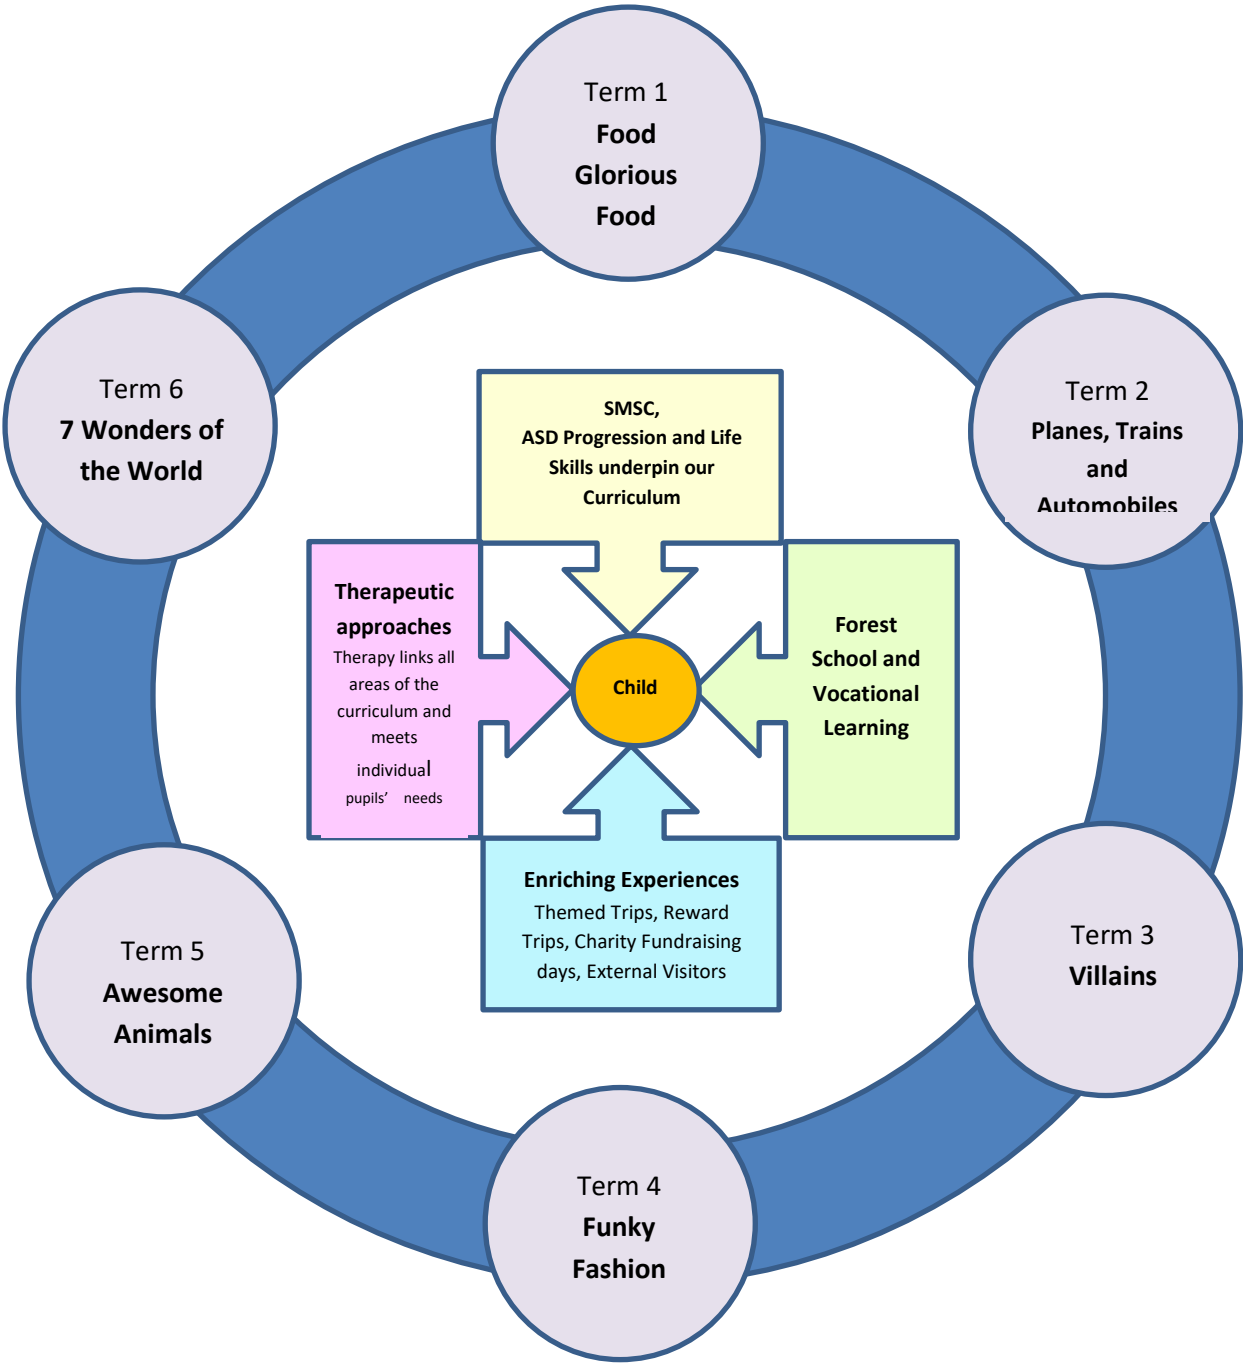 Term 1
Food
Glorious
Food
Term 2
Planes, Trains
and
Automobiles
Term 3
Villains
Term 4
Funky
Fashion
Term 5
Awesome
Animals
Term 6
7 Wonders of
the World
SMSC,
ASD Progression and Life
Skills underpin our
Curriculum
Therapeutic
approaches
Therapy links all
areas of the
curriculum and
meets
individual
pupils’ needs
Child
Forest
School and
Vocational
Learning
Enriching Experiences
Themed Trips, Reward
Trips, Charity Fundraising
days, External Visitors